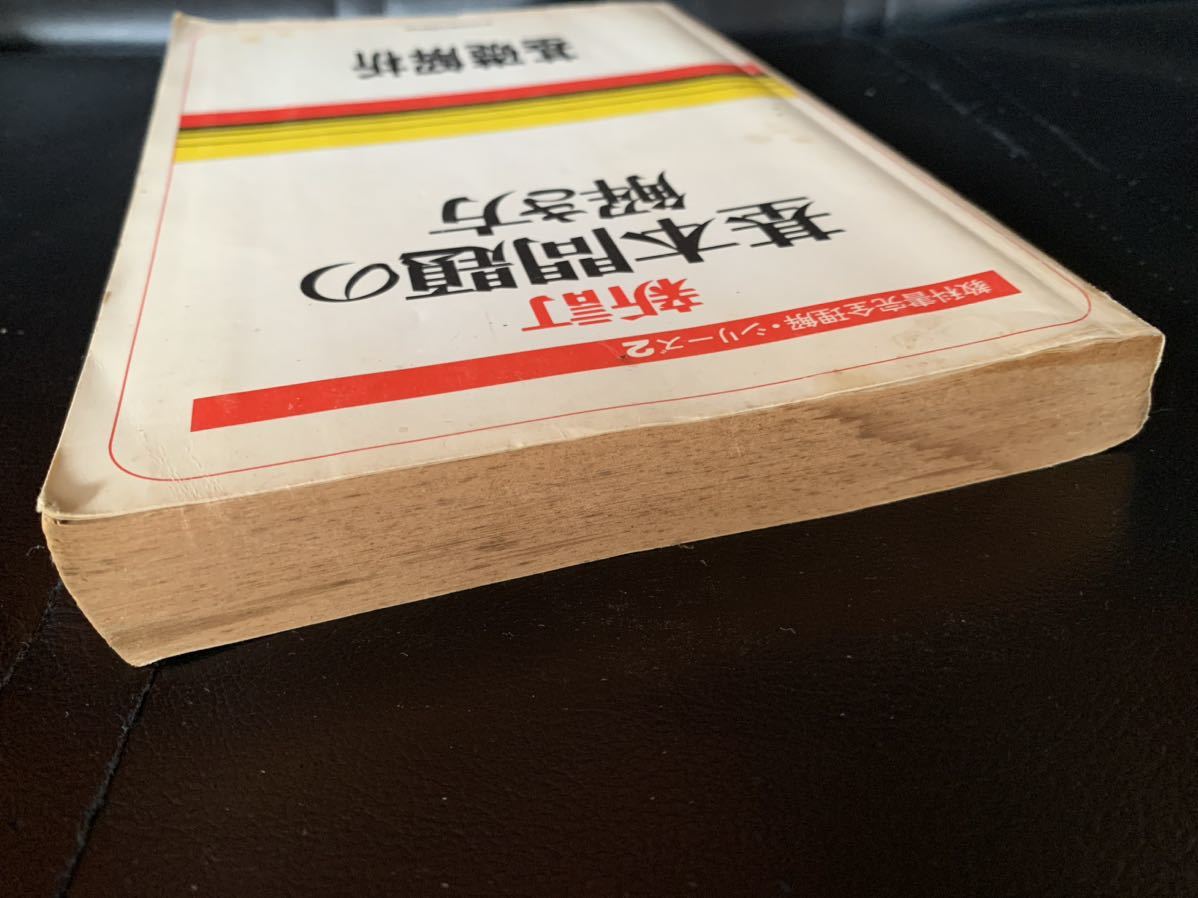 教科書完全理解・シリーズ2
新訂
基本問題の
解き方
基礎解析